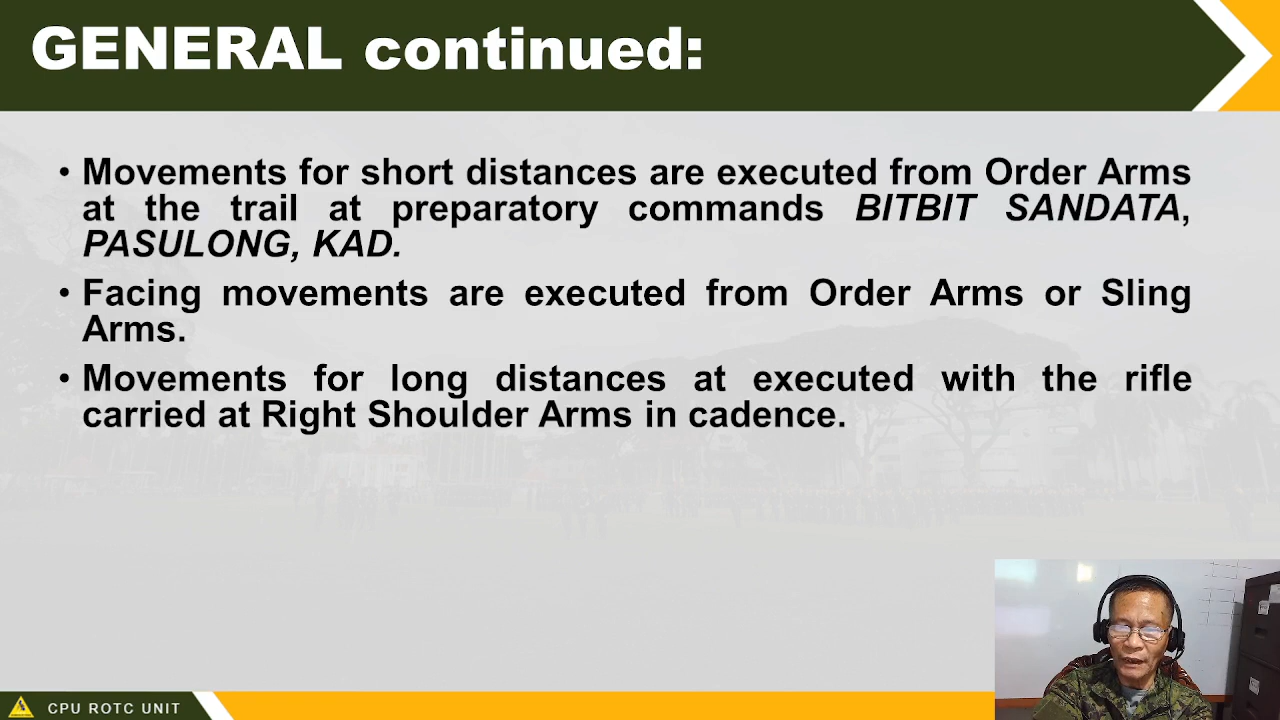 GENERAL continued:
• Movements for short distances are executed from Order Arms
at the trail at preparatory commands BITBIT SANDATA,
PASULONG, KAD.
• Facing movements are executed from Order Arms or Sling
Arms.
• Movements for long distances at executed with the rifle
carried at Right Shoulder Arms in cadence.
CPU ROTC UNIT